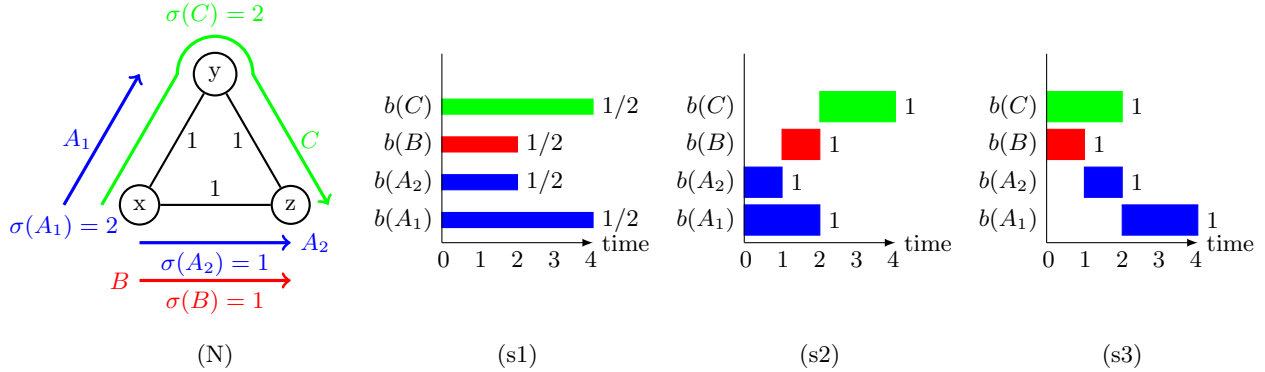 σ(C) = 2
y
A₁
1
1
C
1
x
z
σ(A₁) = 2
A₂
σ(A₂) = 1
B
σ(B) = 1
(N)
b(C)
1/2
b(B)
1/2
b(A₂)
1/2
b(A₁)
1/2
time
0 1 2 3 4
(s1)
b(C)
1
b(B)
1
b(A₂)
1
b(A₁)
1
time
0 1 2 3 4
(s2)
b(C)
1
b(B)
1
b(A₂)
1
b(A₁)
1
time
0 1 2 3 4
(s3)